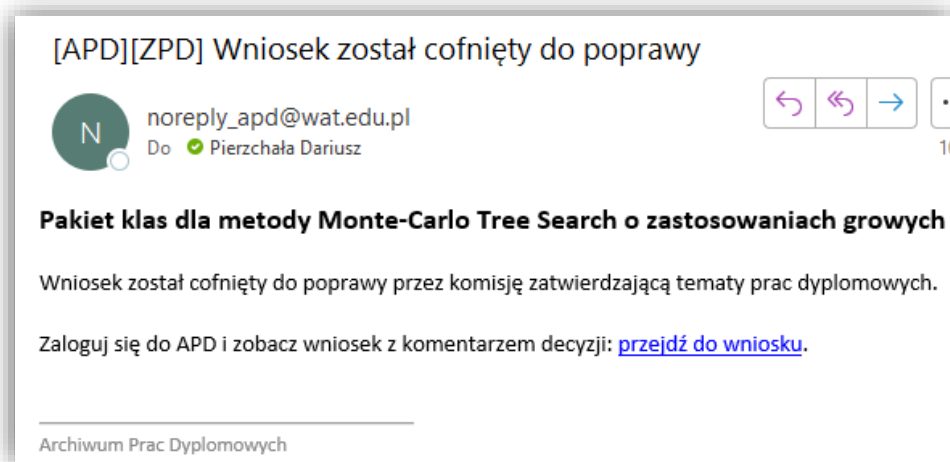 [APD][ZPD] Wniosek został cofnięty do poprawy
N
noreply_apd@wat.edu.pl
Do Pierzchała Dariusz
Pakiet klas dla metody Monte-Carlo Tree Search o zastosowaniach growych
Wniosek został cofnięty do poprawy przez komisję zatwierdzającą tematy prac dyplomowych.
Zaloguj się do APD i zobacz wniosek z komentarzem decyzji: przejdź do wniosku.
Archiwum Prac Dyplomowych